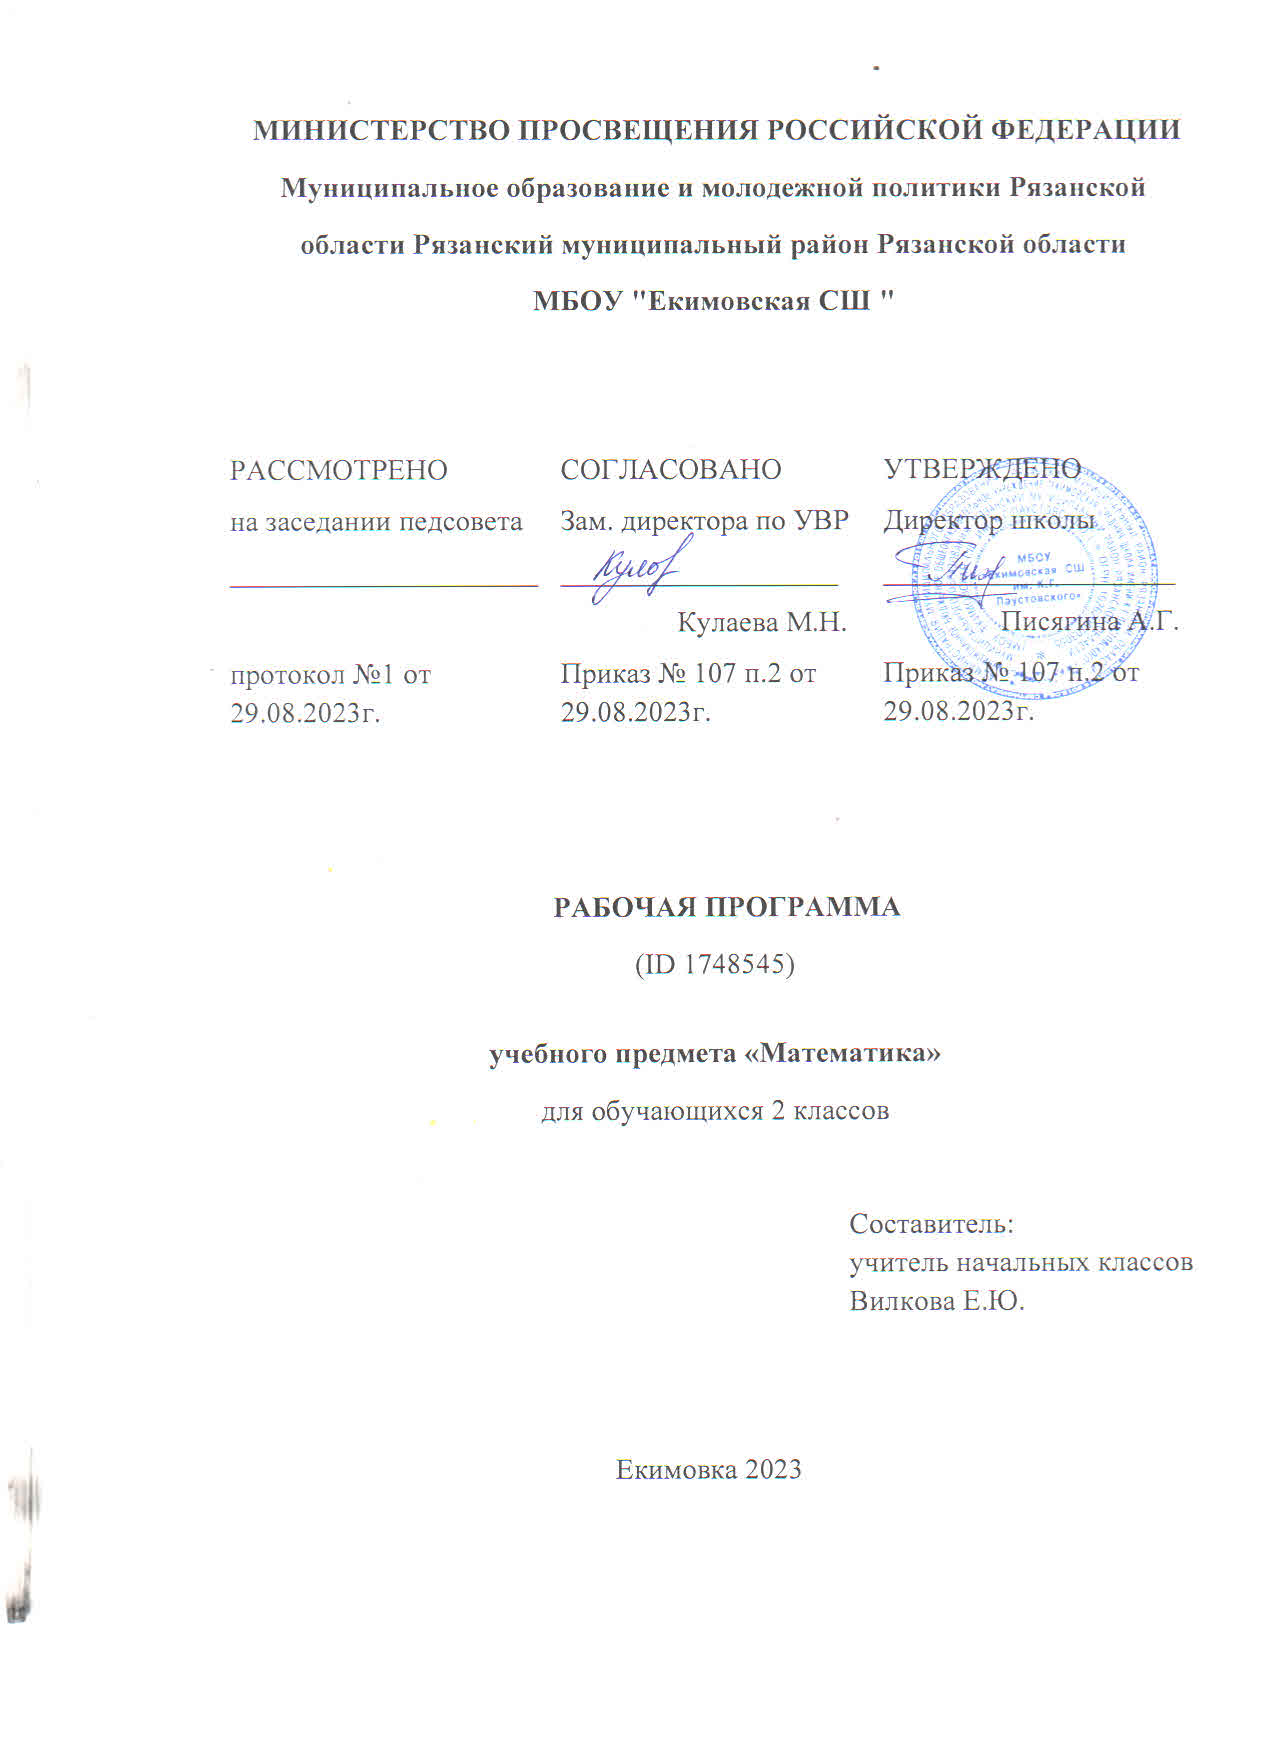 МИНИСТЕРСТВО ПРОСВЕЩЕНИЯ РОССИЙСКОЙ ФЕДЕРАЦИИ
Муниципальное образование и молодежной политики Рязанской
области Рязанский муниципальный район Рязанской области
МБОУ "Екимовская СШ "
РАССМОТРЕНО
на заседании педсовета
протокол №1 от
29.08.2023г.
СОГЛАСОВАНО
Зам. директора по УВР
Кулаева М.Н.
Приказ № 107 п.2 от
29.08.2023г.
УТВЕРЖДЕНО
Директор школы
МБОУ
Екимовская СШ
им. К.Г.
Паустовского»
Писягина А.Г.
Приказ № 107 п.2 от
29.08.2023г.
РАБОЧАЯ ПРОГРАММА
(ID 1748545)
учебного предмета «Математика»
для обучающихся 2 классов
Составитель:
учитель начальных классов
Вилкова Е.Ю.
Екимовка 2023